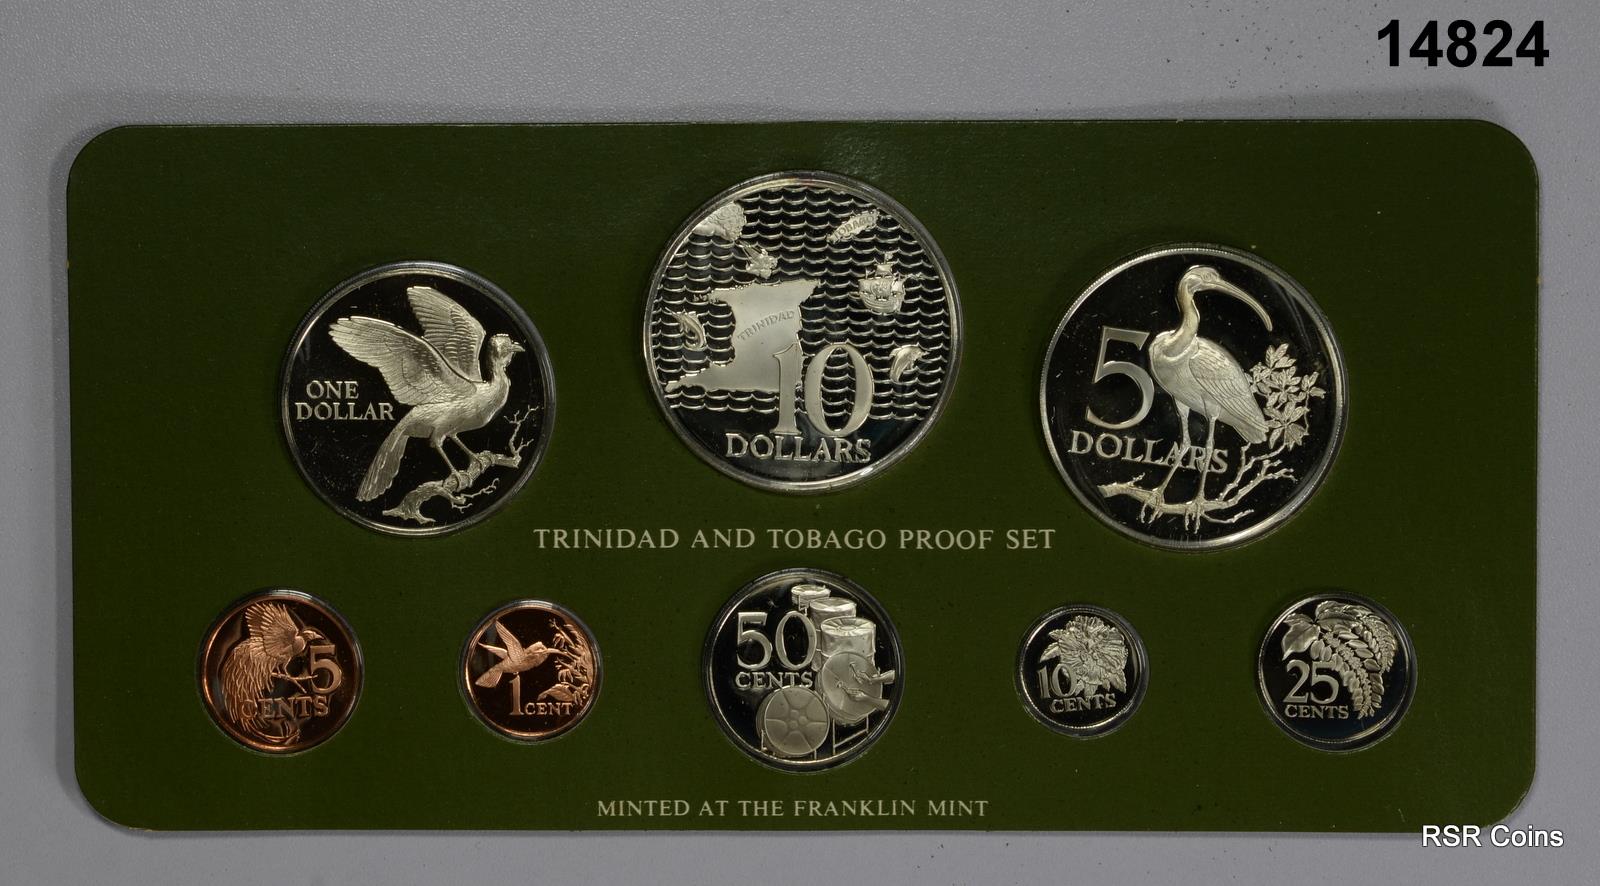 14824
TOBAGO
TRINIDAD
10
DOLLARS
ONE
DOLLAR
5
DOLLARS
TRINIDAD AND TOBAGO PROOF SET
5
CENTS
1
CENT
50
CENTS
10
CENTS
25
CENTS
MINTED AT THE FRANKLIN MINT
RSR Coins